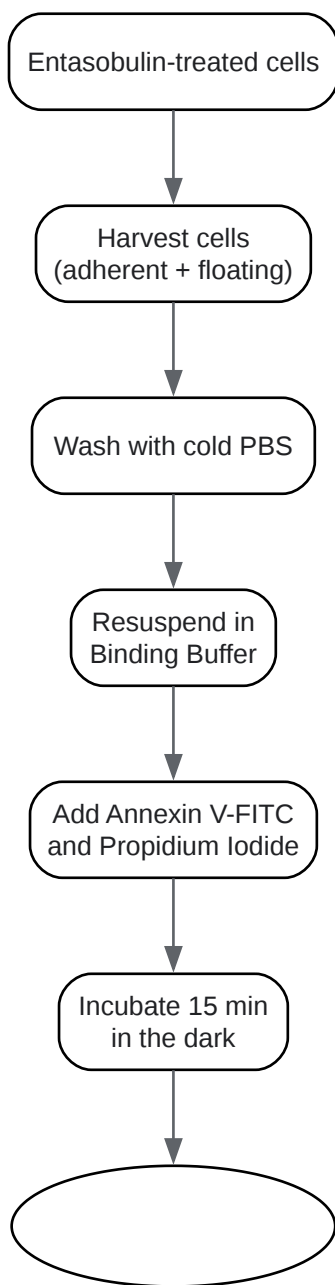 Entasobulin-treated cells
Harvest cells
(adherent + floating)
Wash with cold PBS
Resuspend in
Binding Buffer
Add Annexin V-FITC
and Propidium Iodide
Incubate 15 min
in the dark